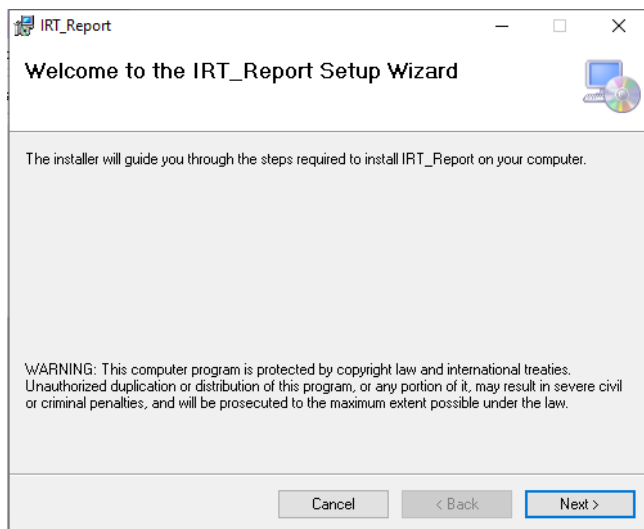 IRT_Report
Welcome to the IRT_Report Setup Wizard
The installer will guide you through the steps required to install IRT_Report on your computer.
WARNING: This computer program is protected by copyright law and international treaties.
Unauthorized duplication or distribution of this program, or any portion of it, may result in severe civil
or criminal penalties, and will be prosecuted to the maximum extent possible under the law.
Cancel
< Back
Next >